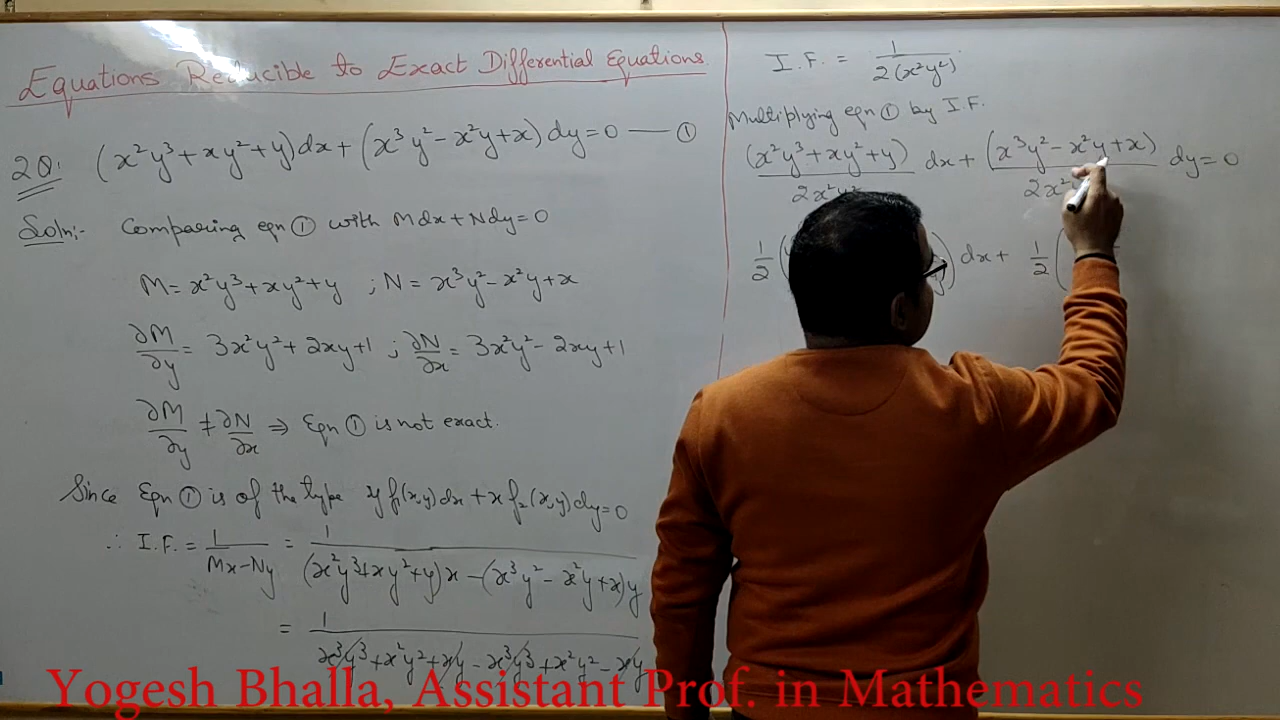 Equations Reducible to Exact Differential Equations.
2Q: (x²y³+xy²+y)dx+(x³y²-x²y+x)dy=0 — ①
Soln:- Comparing eqn ① with Mdx+Ndy=0
M=x²y³+xy²+y ; N=x³y²-x²y+x
∂M/∂y = 3x²y²+2xy+1 ; ∂N/∂x = 3x²y²-2xy+1
∂M/∂y ≠ ∂N/∂x ⇒ Eqn ① is not exact.
Since Eqn ① is of the type y f₁(x,y)dx+x f₂(x,y)dy=0
∴ I.F. = 1/(Mx-Ny) = 1/((x²y³+xy²+y)x-(x³y²-x²y+x)y)
= 1/(x³y³+x²y²+xy-x³y³+x²y²-xy)
I.F. = 1/(2(x²y²))
Multiplying eqn ① by I.F.
(x²y³+xy²+y)/(2x²y²) dx+(x³y²-x²y+x)/(2x² dy=0
1/2( ) dx+ 1/2(
Yogesh Bhalla, Assistant Prof. in Mathematics